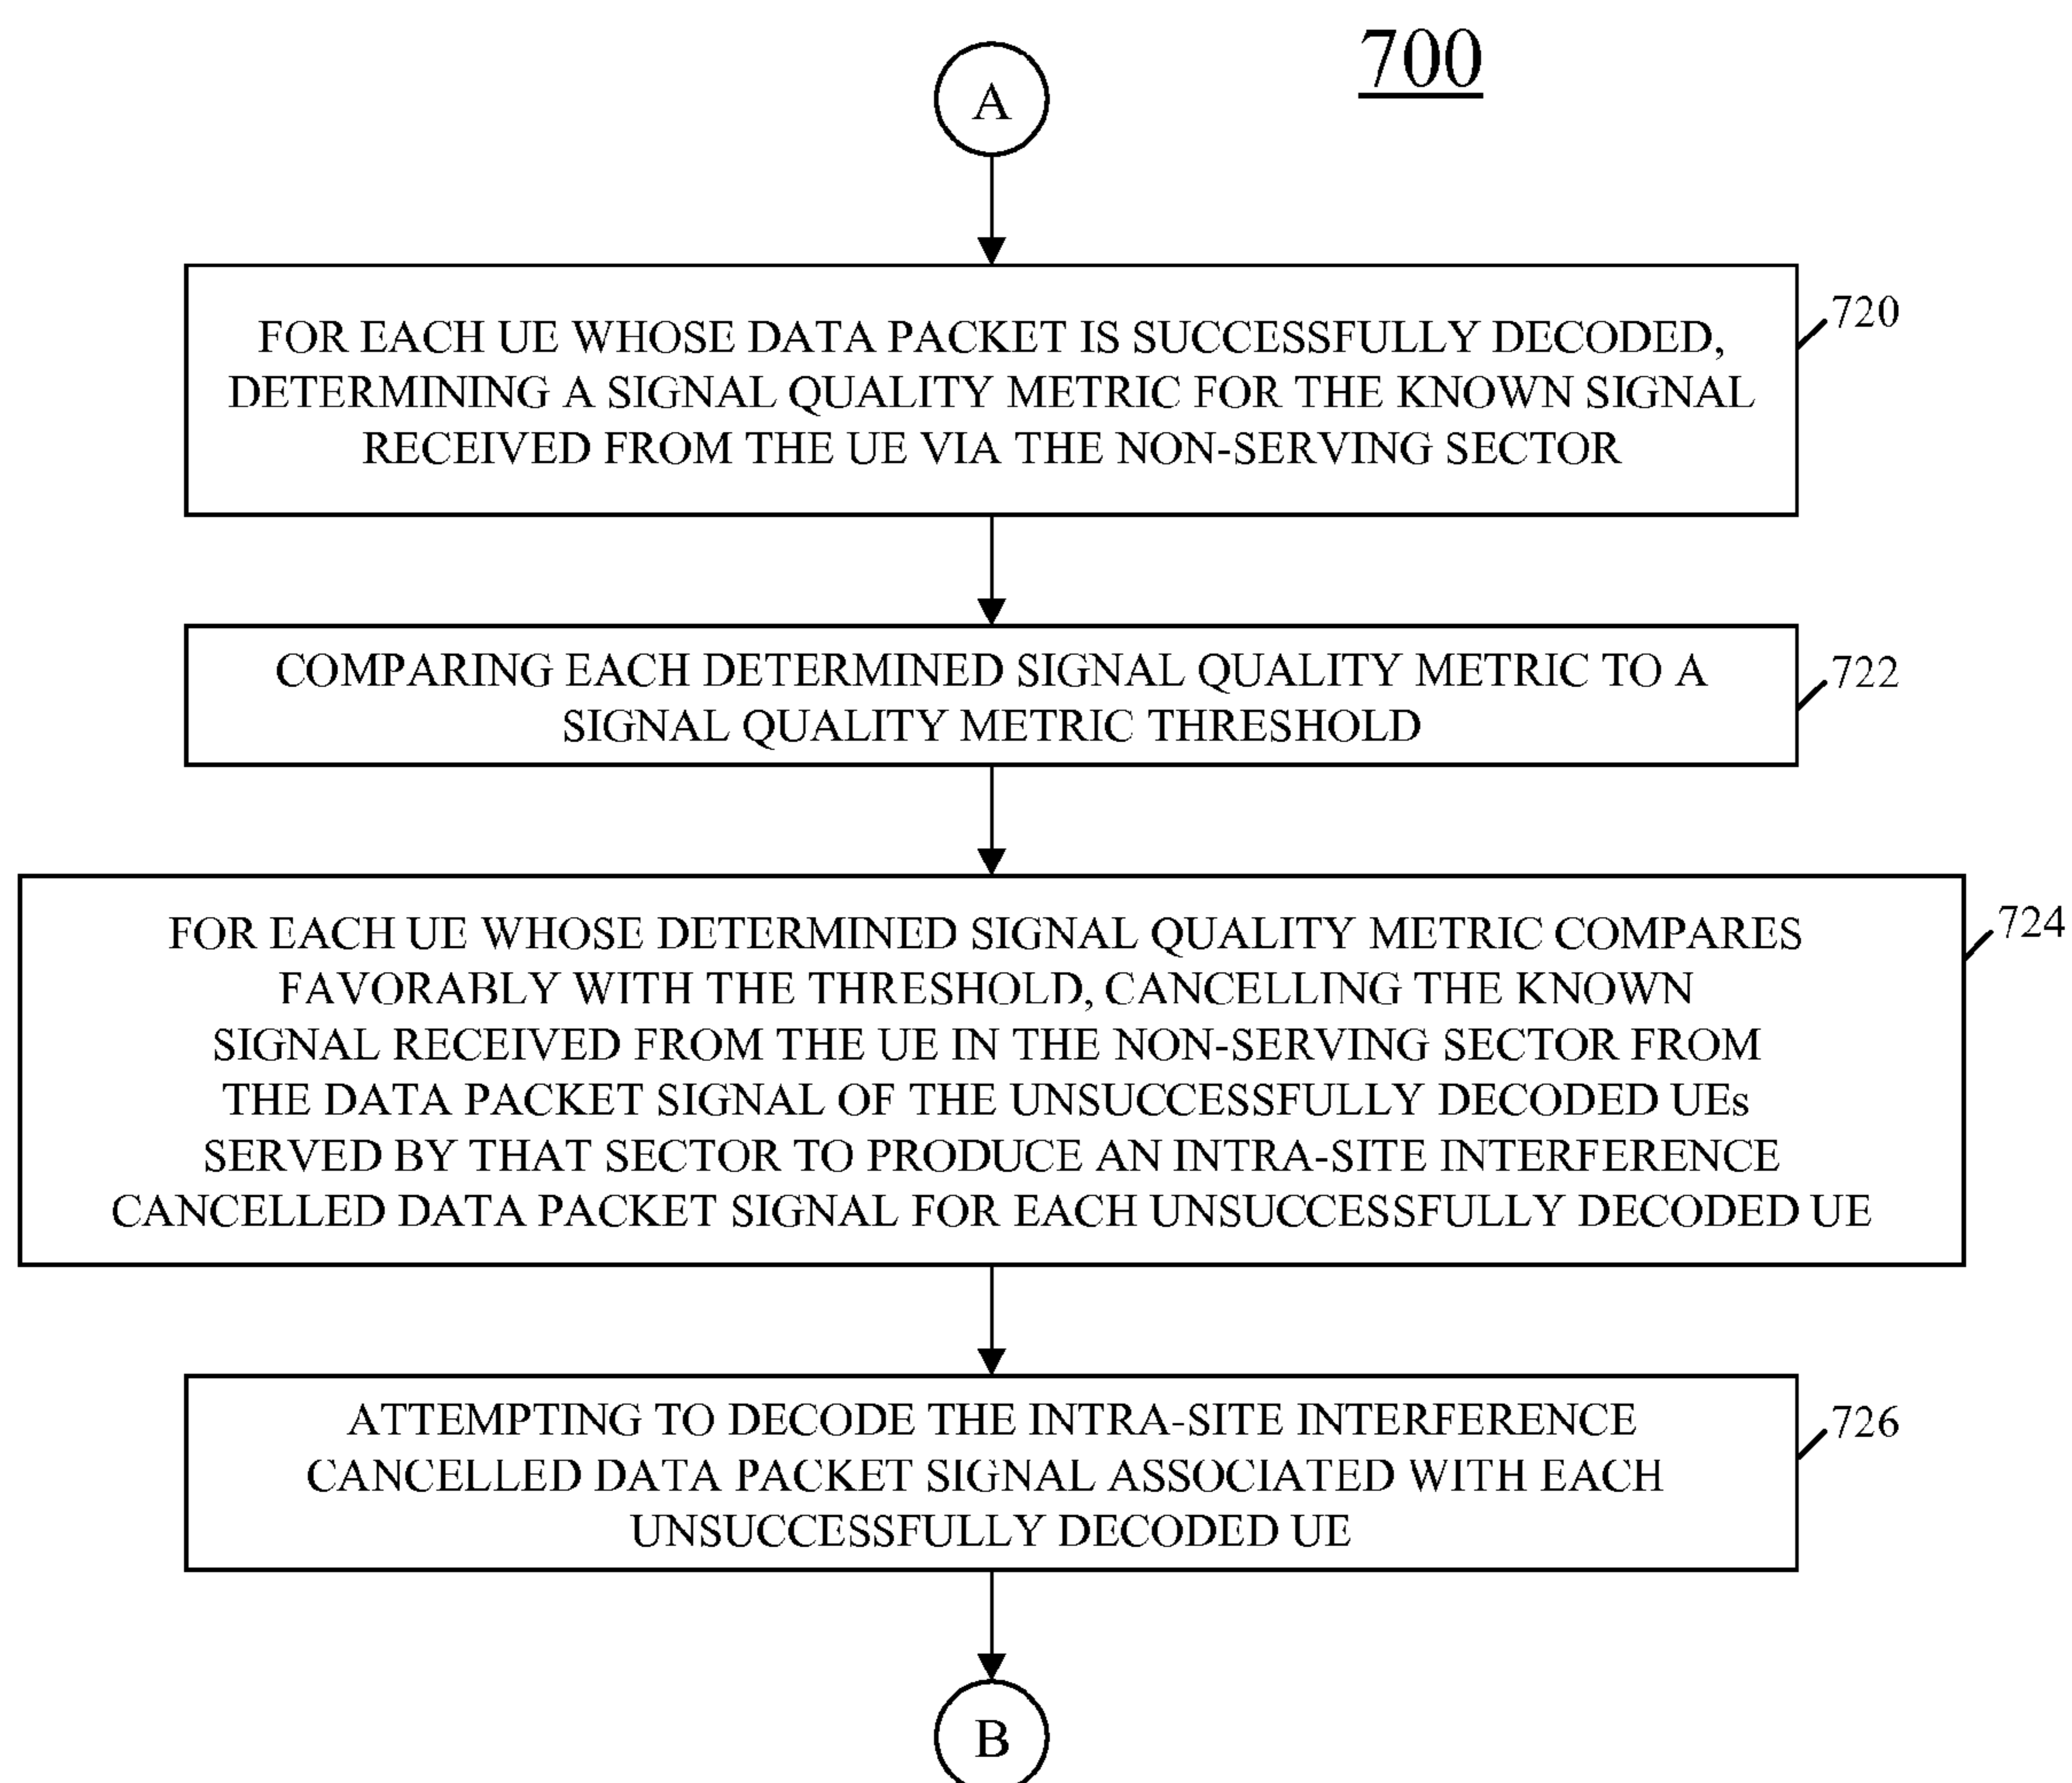 700
A
FOR EACH UE WHOSE DATA PACKET IS SUCCESSFULLY DECODED,
DETERMINING A SIGNAL QUALITY METRIC FOR THE KNOWN SIGNAL
RECEIVED FROM THE UE VIA THE NON-SERVING SECTOR
720
COMPARING EACH DETERMINED SIGNAL QUALITY METRIC TO A
SIGNAL QUALITY METRIC THRESHOLD
722
FOR EACH UE WHOSE DETERMINED SIGNAL QUALITY METRIC COMPARES
FAVORABLY WITH THE THRESHOLD, CANCELLING THE KNOWN
SIGNAL RECEIVED FROM THE UE IN THE NON-SERVING SECTOR FROM
THE DATA PACKET SIGNAL OF THE UNSUCCESSFULLY DECODED UEs
SERVED BY THAT SECTOR TO PRODUCE AN INTRA-SITE INTERFERENCE
CANCELLED DATA PACKET SIGNAL FOR EACH UNSUCCESSFULLY DECODED UE
724
ATTEMPTING TO DECODE THE INTRA-SITE INTERFERENCE
CANCELLED DATA PACKET SIGNAL ASSOCIATED WITH EACH
UNSUCCESSFULLY DECODED UE
726
B